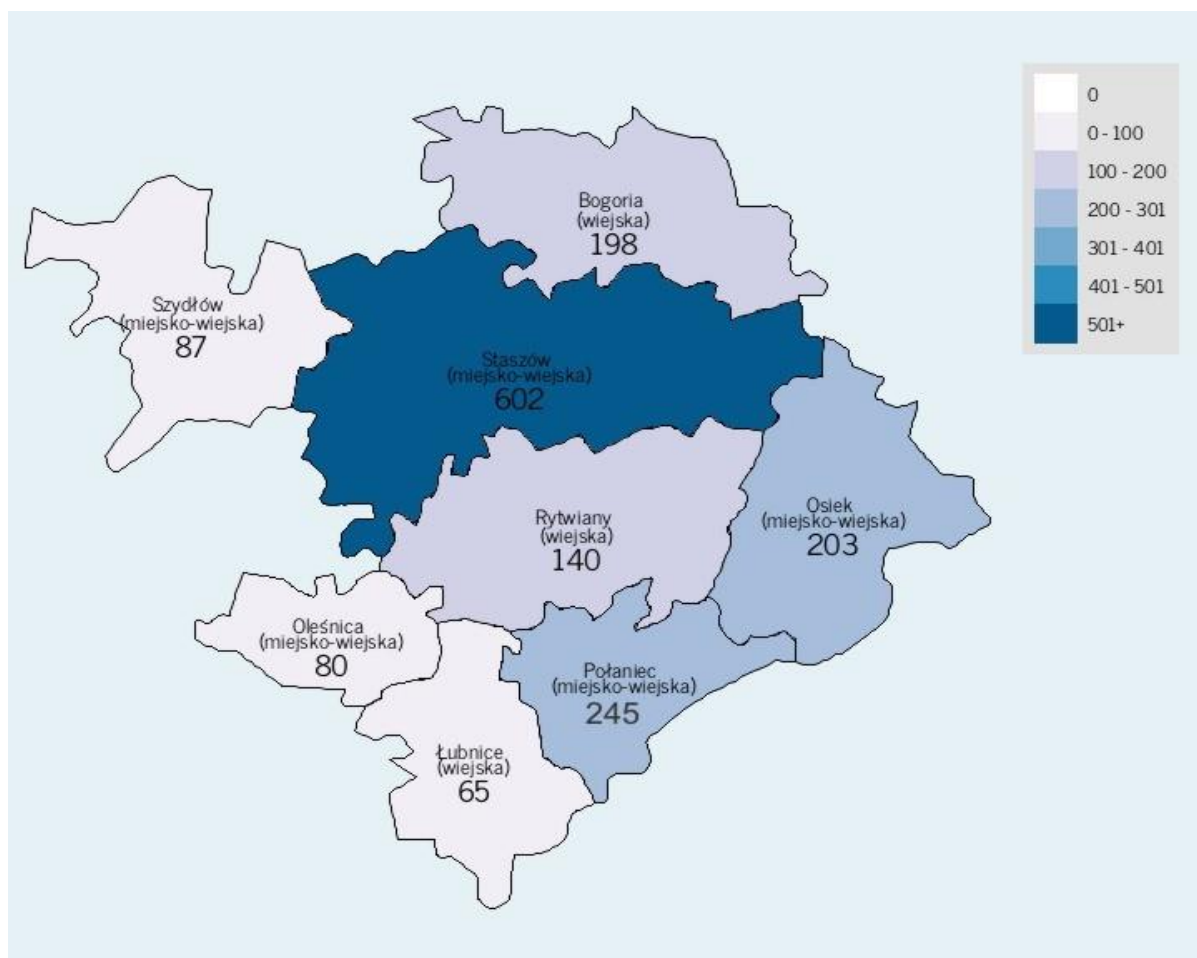 0
0 - 100
100 - 200
200 - 301
301 - 401
401 - 501
501+
Bogoria
(wiejska)
198
Szydłów
(miejsko-wiejska)
87
Staszów
(miejsko-wiejska)
602
Osiek
(miejsko-wiejska)
203
Rytwiany
(wiejska)
140
Oleśnica
(miejsko-wiejska)
80
Połaniec
(miejsko-wiejska)
245
Łubnice
(wiejska)
65